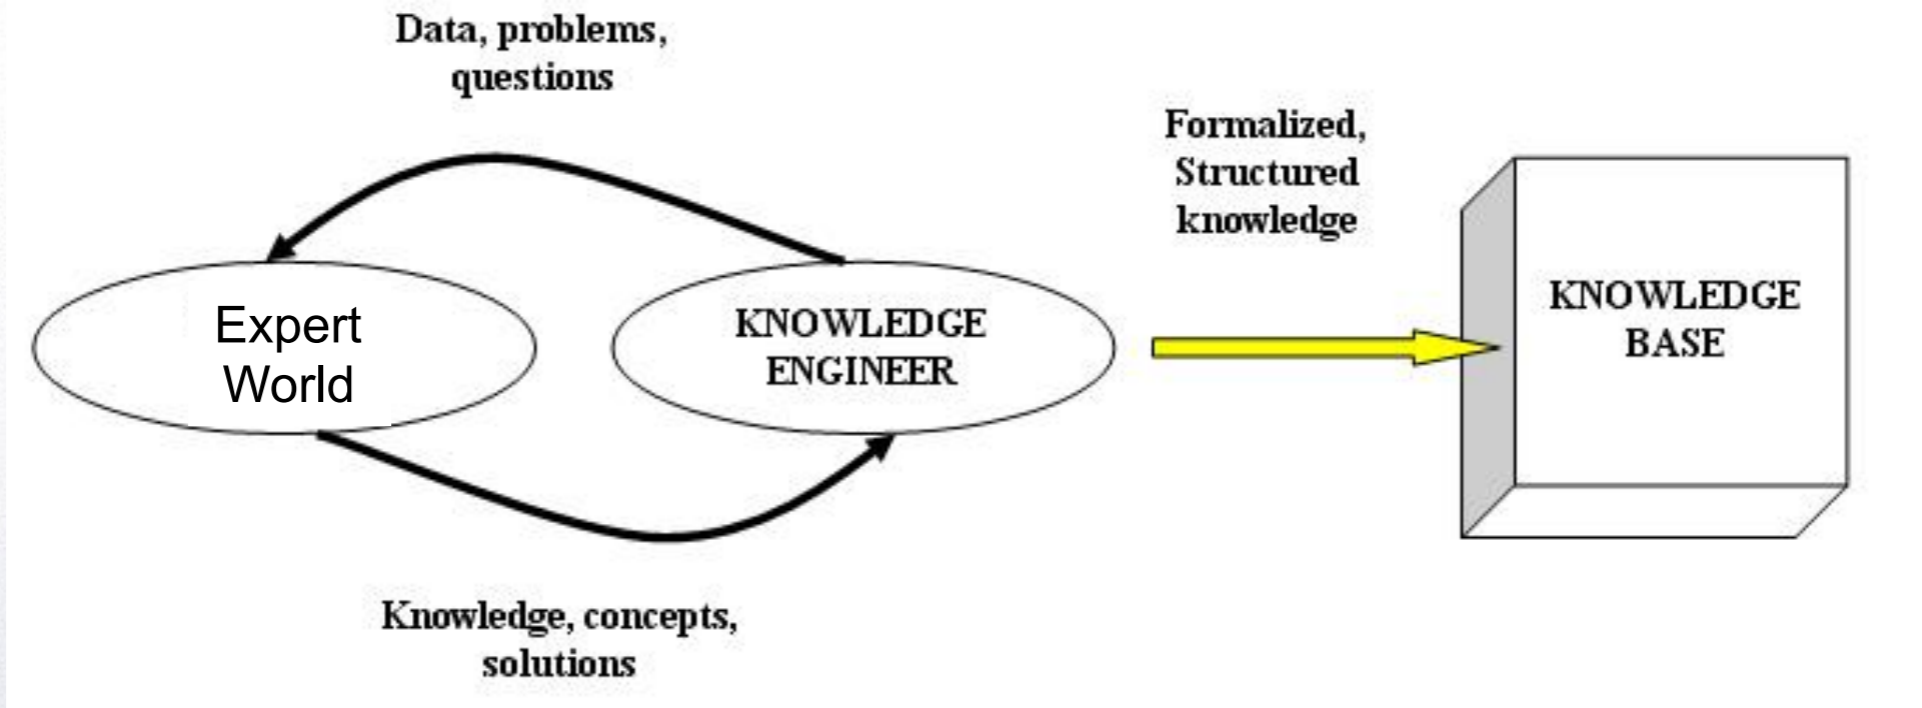 Data, problems,
questions
Formalized,
Structured
knowledge
Expert
World
KNOWLEDGE
ENGINEER
KNOWLEDGE
BASE
Knowledge, concepts,
solutions